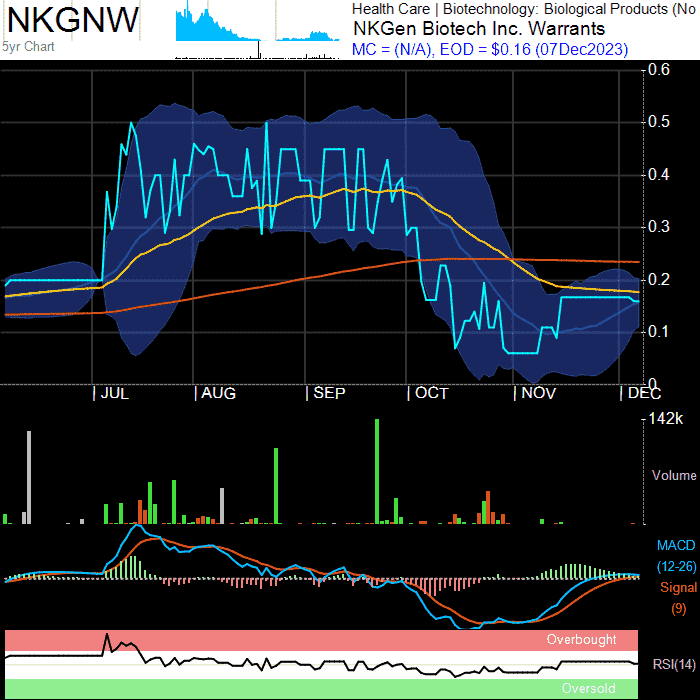 NKGNW
5yr Chart
Health Care | Biotechnology: Biological Products (No
NKGen Biotech Inc. Warrants
MC = (N/A), EOD = $0.16 (07Dec2023)
0.6
0.5
0.4
0.3
0.2
0.1
0
| JUL | AUG | SEP | OCT | NOV | DEC
142k
Volume
MACD
(12-26)
Signal
(9)
Overbought
RSI(14)
Oversold